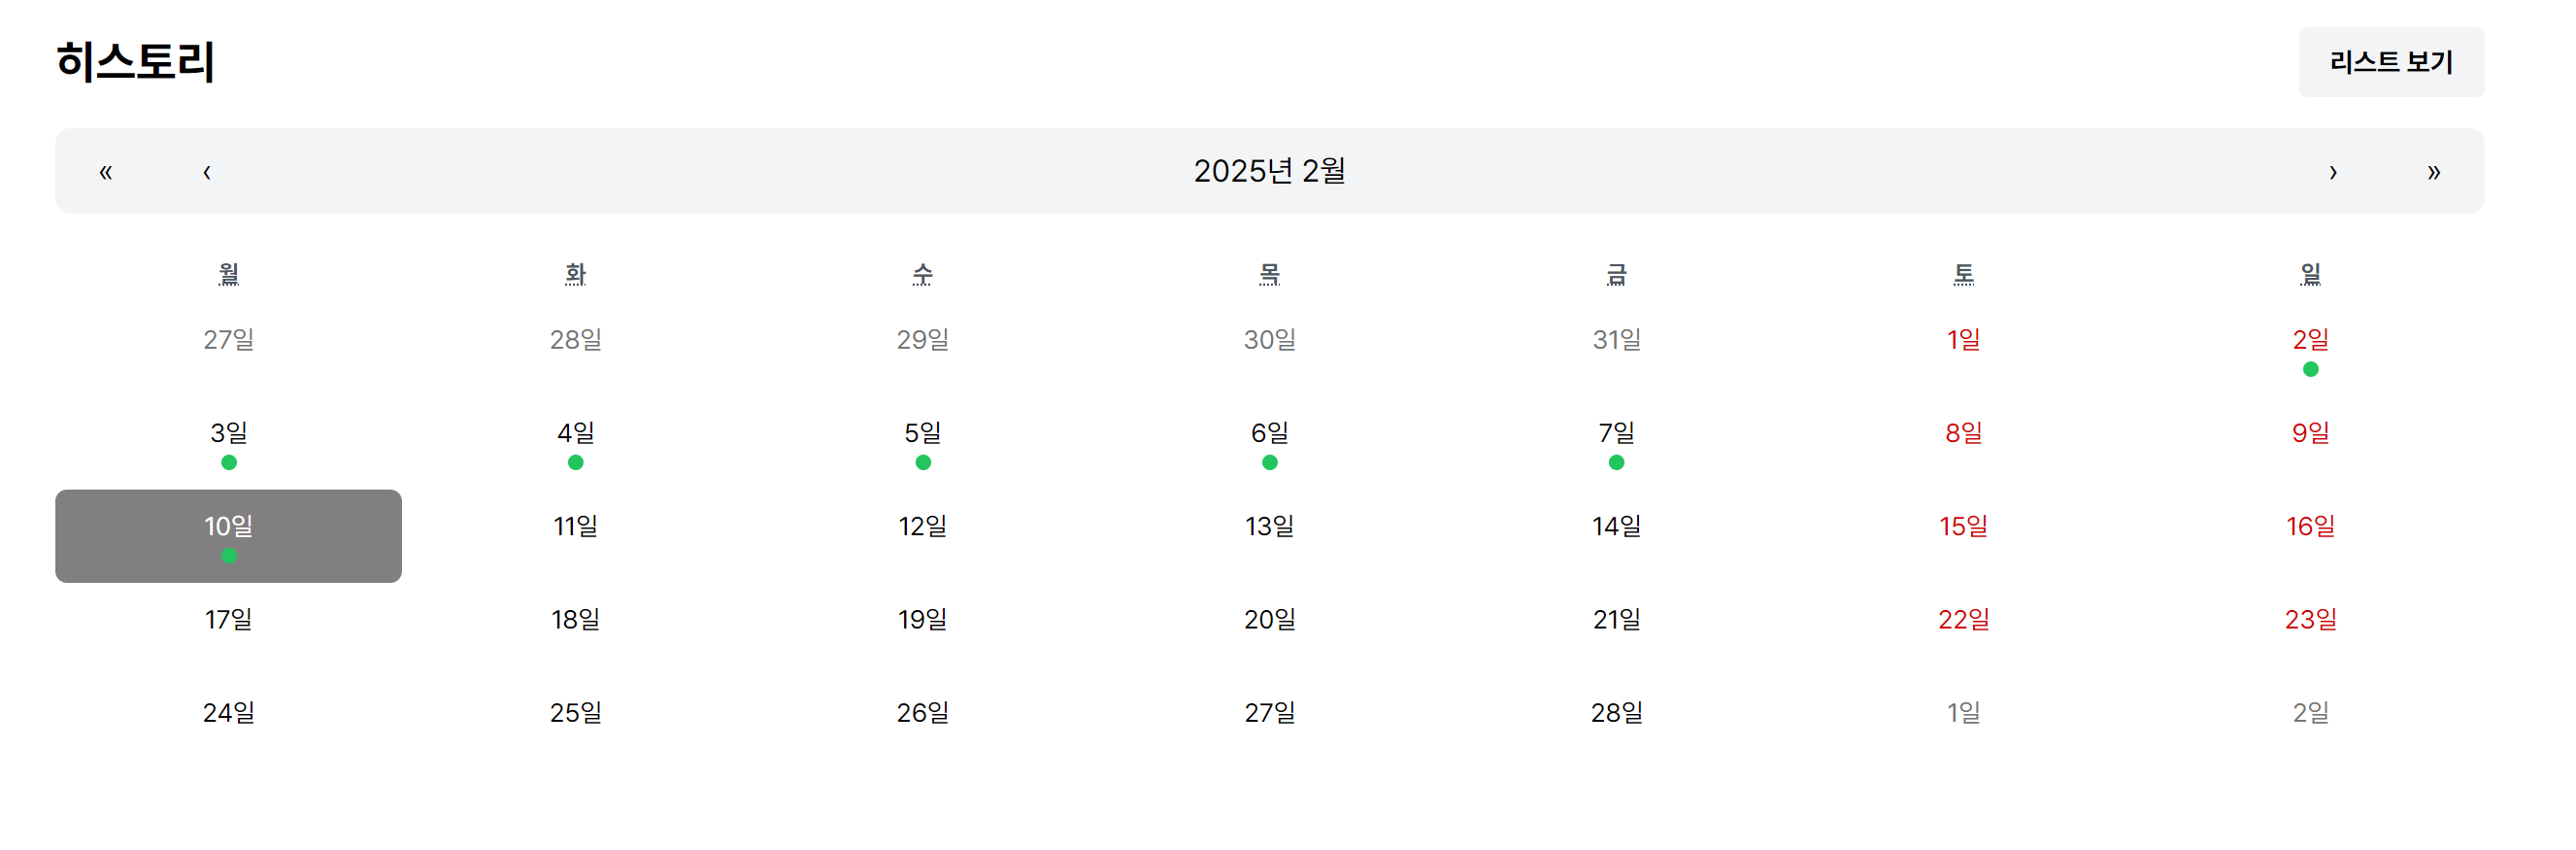 히스토리 리스트 보기
« ‹ 2025년 2월 › »
월 화 수 목 금 토 일
27일 28일 29일 30일 31일 1일 2일
3일 4일 5일 6일 7일 8일 9일
10일 11일 12일 13일 14일 15일 16일
17일 18일 19일 20일 21일 22일 23일
24일 25일 26일 27일 28일 1일 2일